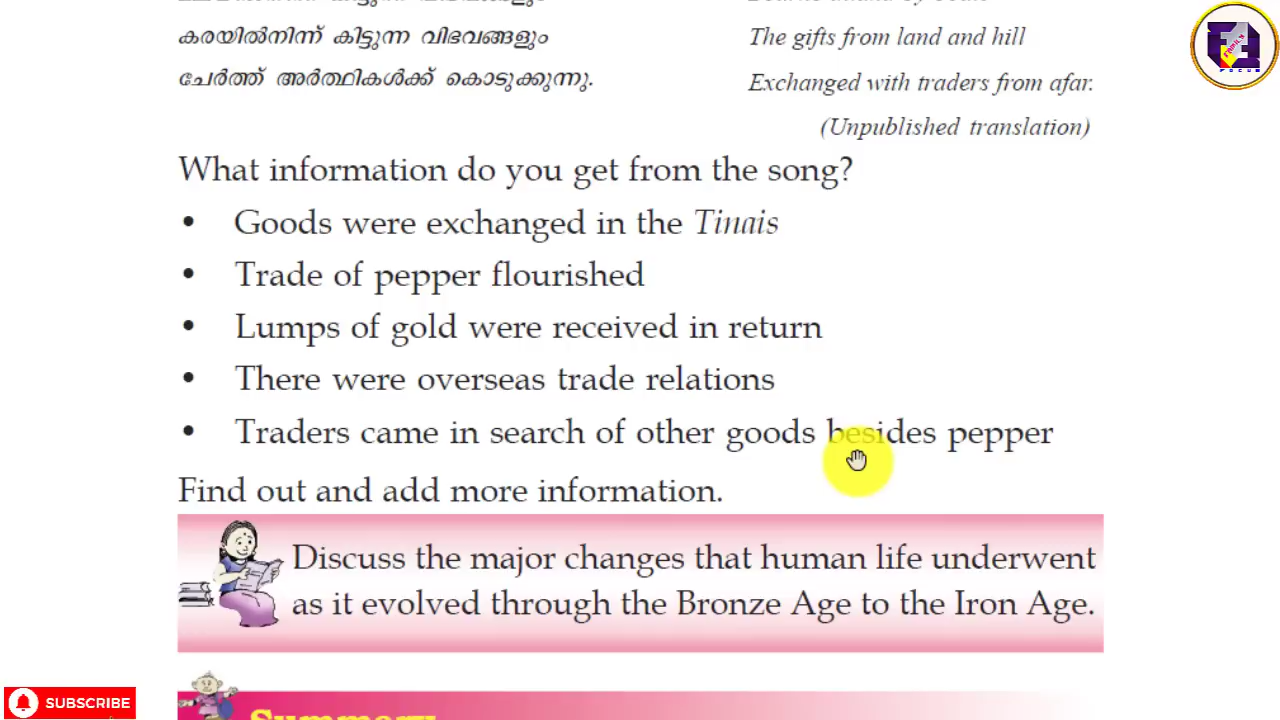 കരയിൽനിന്ന് കിട്ടുന്ന വിഭവങ്ങളും
ചേർത്ത് അർത്ഥികൾക്ക് കൊടുക്കുന്നു.
The gifts from land and hill
Exchanged with traders from afar.
(Unpublished translation)
What information do you get from the song?
• Goods were exchanged in the Tinais
• Trade of pepper flourished
• Lumps of gold were received in return
• There were overseas trade relations
• Traders came in search of other goods besides pepper
Find out and add more information.
Discuss the major changes that human life underwent
as it evolved through the Bronze Age to the Iron Age.
Summary
SUBSCRIBE
FOCUS